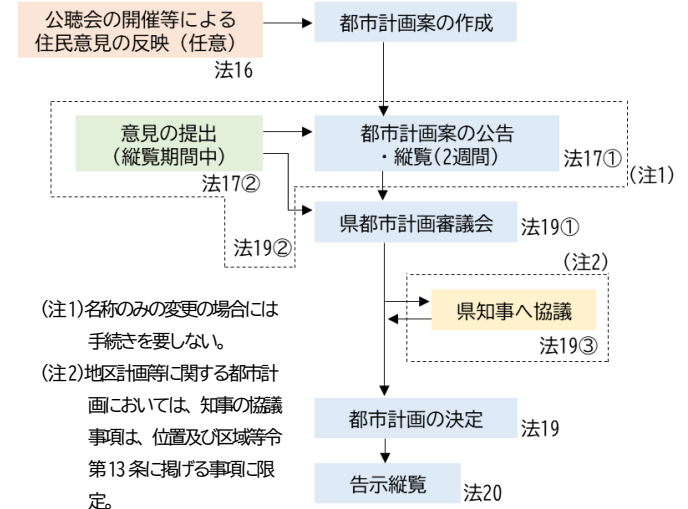 公聴会の開催等による
住民意見の反映（任意）
法16
都市計画案の作成
意見の提出
（縦覧期間中）
法17②
都市計画案の公告
・縦覧(2週間)
法17①
(注1)
法19②
県都市計画審議会
法19①
(注2)
県知事へ協議
法19③
(注1)名称のみの変更の場合には
手続きを要しない。
(注2)地区計画等に関する都市計
画においては、知事の協議
事項は、位置及び区域等令
第13条に掲げる事項に限
定。
都市計画の決定
法19
告示縦覧
法20